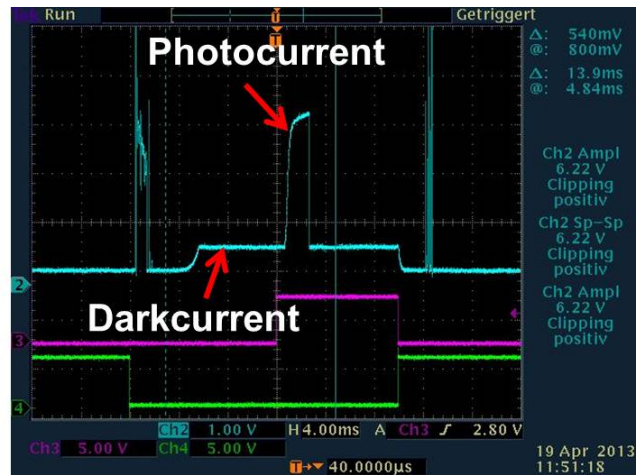 Tek Run
Getriggert
Δ: 540mV
@: 800mV
Δ: 13.9ms
@: 4.84ms
Photocurrent
Ch2 Ampl
6.22 V
Clipping
positiv
Ch2 Sp-Sp
6.22 V
Clipping
positiv
Ch2 Ampl
6.22 V
Clipping
positiv
Darkcurrent
2
3
4
Ch2 1.00 V H 4.00ms A Ch3 ∫ 2.80 V
Ch3 5.00 V Ch4 5.00 V
T→▼ 40.0000µs
19 Apr 2013
11:51:18